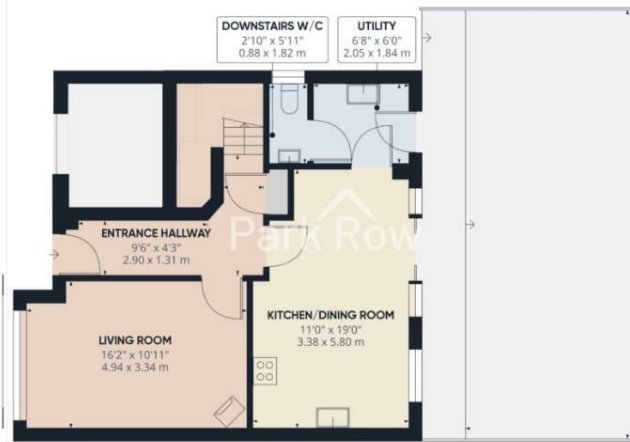 DOWNSTAIRS W/C
2'10" x 5'11"
0.88 x 1.82 m
UTILITY
6'8" x 6'0"
2.05 x 1.84 m
ENTRANCE HALLWAY
9'6" x 4'3"
2.90 x 1.31 m
Park Row
KITCHEN/DINING ROOM
11'0" x 19'0"
3.38 x 5.80 m
LIVING ROOM
16'2" x 10'11"
4.94 x 3.34 m